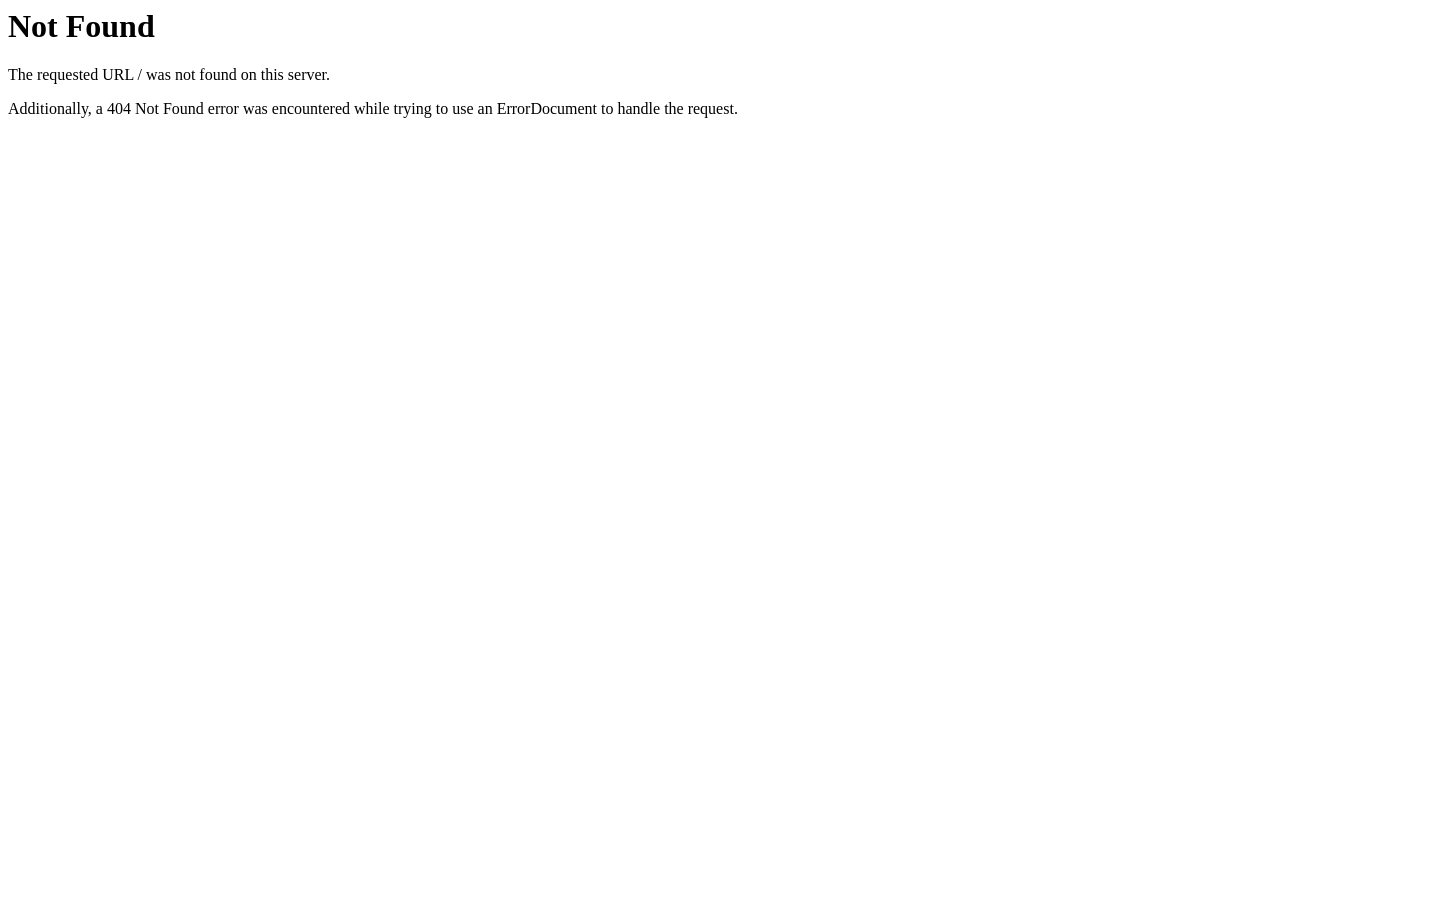 Not Found
The requested URL / was not found on this server.
Additionally, a 404 Not Found error was encountered while trying to use an ErrorDocument to handle the request.